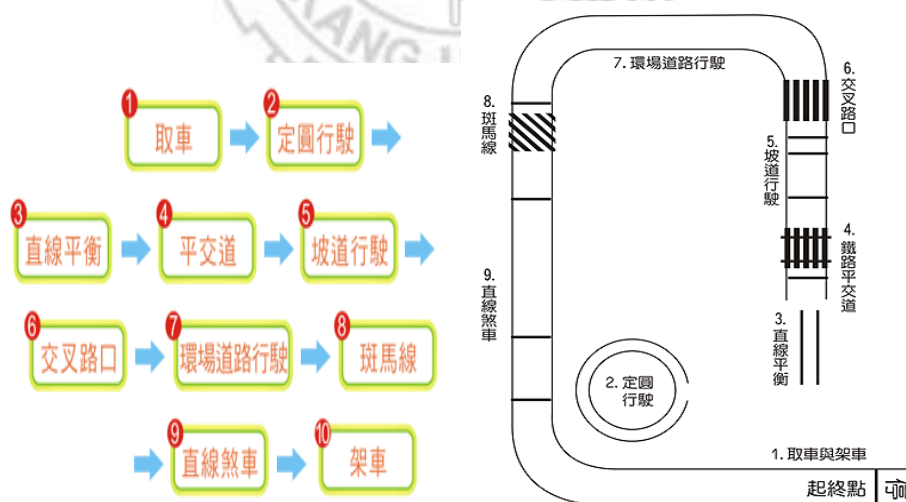 1
取車
2
定圓行駛
3
直線平衡
4
平交道
5
坡道行駛
6
交叉路口
7
環場道路行駛
8
斑馬線
9
直線煞車
10
架車
7. 環場道路行駛
6.
交叉路口
8.
斑馬線
5.
坡道行駛
4.
鐵路平交道
9.
直線煞車
3.
直線平衡
2. 定圓
行駛
1. 取車與架車
起終點